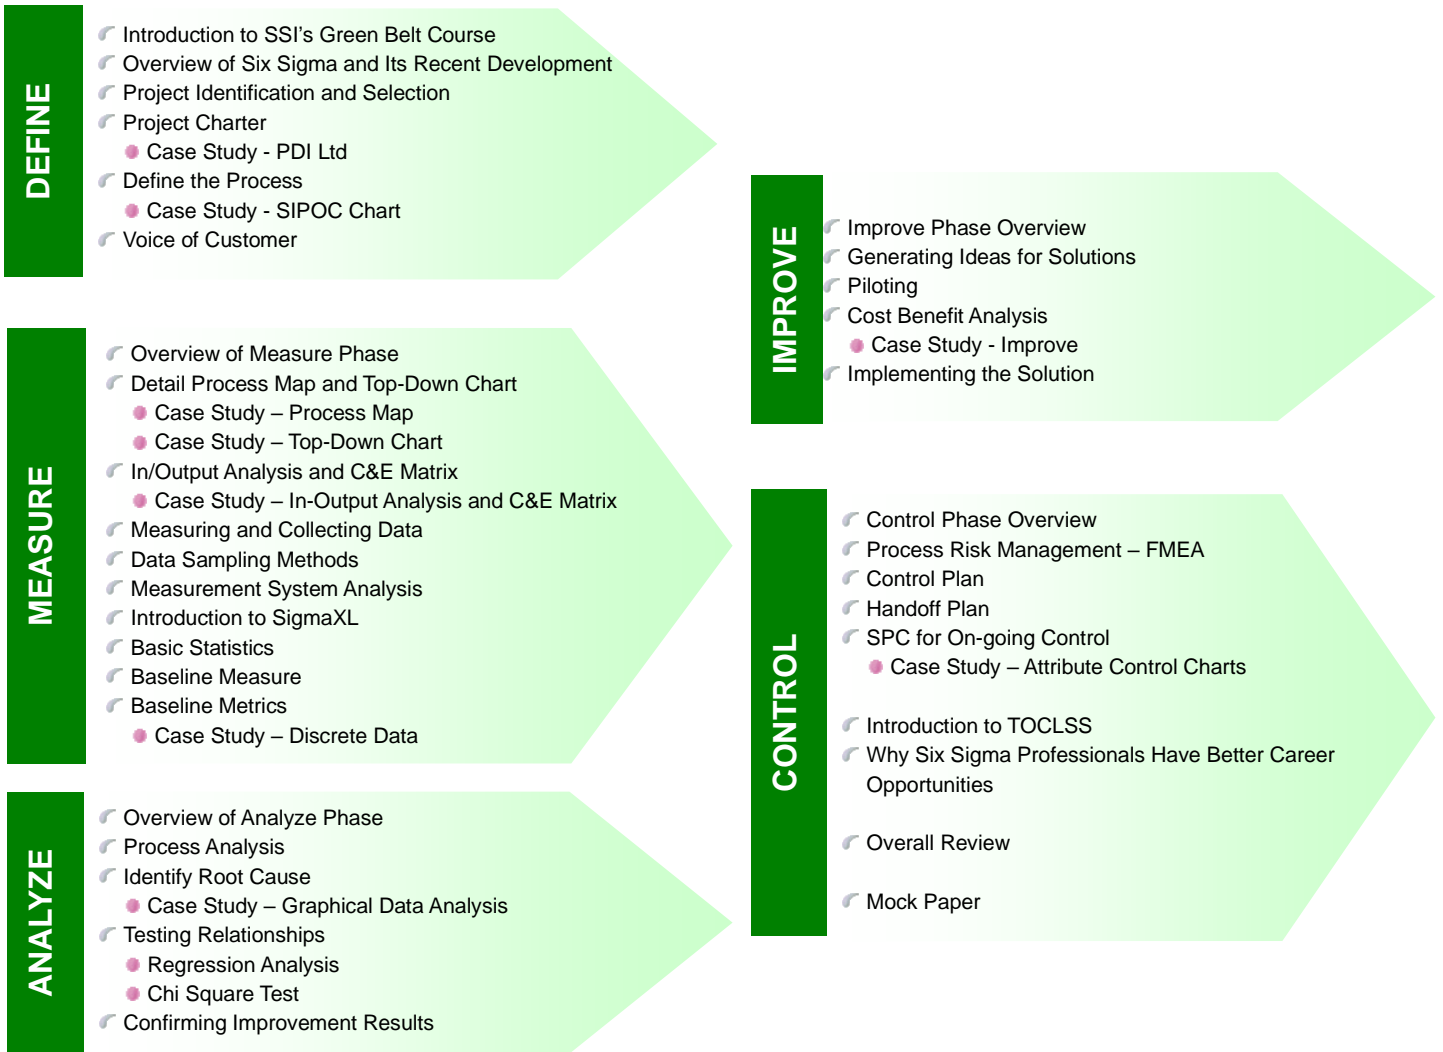 DEFINE
Introduction to SSI’s Green Belt Course
Overview of Six Sigma and Its Recent Development
Project Identification and Selection
Project Charter
Case Study - PDI Ltd
Define the Process
Case Study - SIPOC Chart
Voice of Customer
MEASURE
Overview of Measure Phase
Detail Process Map and Top-Down Chart
Case Study – Process Map
Case Study – Top-Down Chart
In/Output Analysis and C&E Matrix
Case Study – In-Output Analysis and C&E Matrix
Measuring and Collecting Data
Data Sampling Methods
Measurement System Analysis
Introduction to SigmaXL
Basic Statistics
Baseline Measure
Baseline Metrics
Case Study – Discrete Data
ANALYZE
Overview of Analyze Phase
Process Analysis
Identify Root Cause
Case Study – Graphical Data Analysis
Testing Relationships
Regression Analysis
Chi Square Test
Confirming Improvement Results
IMPROVE
Improve Phase Overview
Generating Ideas for Solutions
Piloting
Cost Benefit Analysis
Case Study - Improve
Implementing the Solution
CONTROL
Control Phase Overview
Process Risk Management – FMEA
Control Plan
Handoff Plan
SPC for On-going Control
Case Study – Attribute Control Charts
Introduction to TOCLSS
Why Six Sigma Professionals Have Better Career
Opportunities
Overall Review
Mock Paper